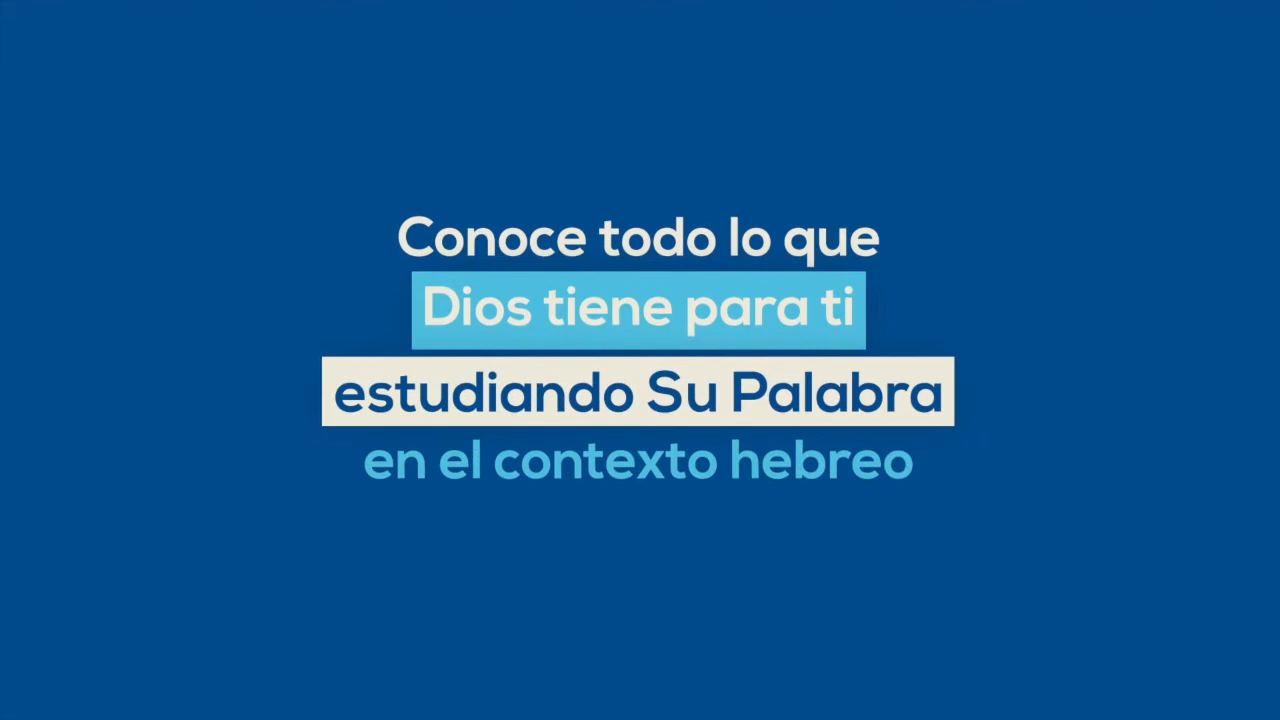 Conoce todo lo que
Dios tiene para ti
estudiando Su Palabra
en el contexto hebreo